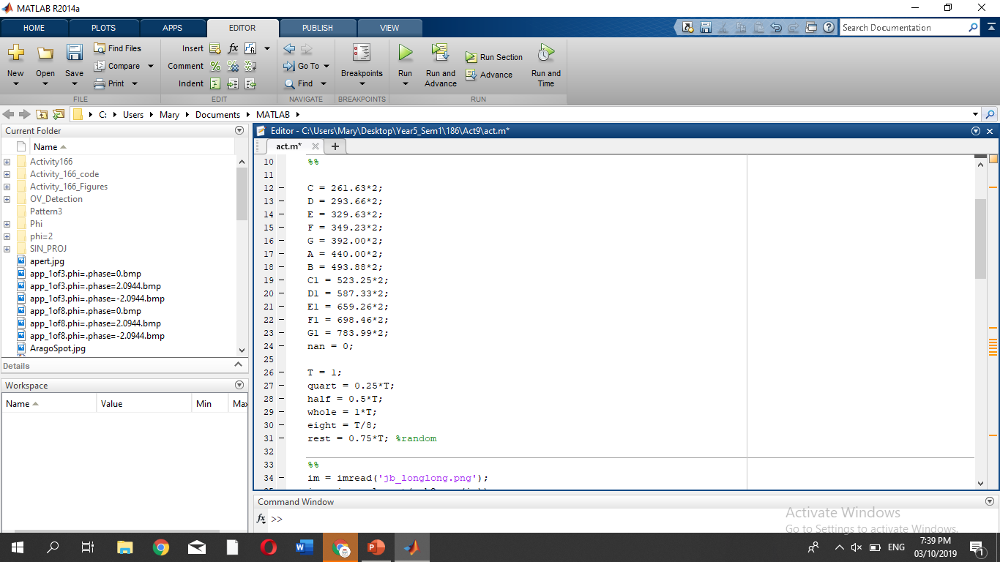 MATLAB R2014a
HOME PLOTS APPS EDITOR PUBLISH VIEW
Search Documentation
New Open Save Find Files Compare Print
Insert fx
Comment
Indent
Go To Find
Breakpoints
Run Run and Advance Run Section Advance Run and Time
FILE EDIT NAVIGATE BREAKPOINTS RUN
C: Users Mary Documents MATLAB
Current Folder
Name
Activity166
Activity_166_code
Activity_166_Figures
OV_Detection
Pattern3
Phi
phi=2
SIN_PROJ
apert.jpg
app_1of3.phi=.phase=0.bmp
app_1of3.phi=.phase=2.0944.bmp
app_1of3.phi=.phase=-2.0944.bmp
app_1of8.phi=.phase=0.bmp
app_1of8.phi=.phase=2.0944.bmp
app_1of8.phi=.phase=-2.0944.bmp
AragoSpot.jpg
Details
Workspace
Name Value Min Max
Editor - C:\Users\Mary\Desktop\Year5_Sem1\186\Act9\act.m*
act.m*
10 %%
11
12 C = 261.63*2;
13 D = 293.66*2;
14 E = 329.63*2;
15 F = 349.23*2;
16 G = 392.00*2;
17 A = 440.00*2;
18 B = 493.88*2;
19 C1 = 523.25*2;
20 D1 = 587.33*2;
21 E1 = 659.26*2;
22 F1 = 698.46*2;
23 G1 = 783.99*2;
24 nan = 0;
25
26 T = 1;
27 quart = 0.25*T;
28 half = 0.5*T;
29 whole = 1*T;
30 eight = T/8;
31 rest = 0.75*T; %random
32
33 %%
34 im = imread('jb_longlong.png');
Command Window
fx >>
Activate Windows
Go to Settings to activate Windows.
ENG
7:39 PM
03/10/2019
1